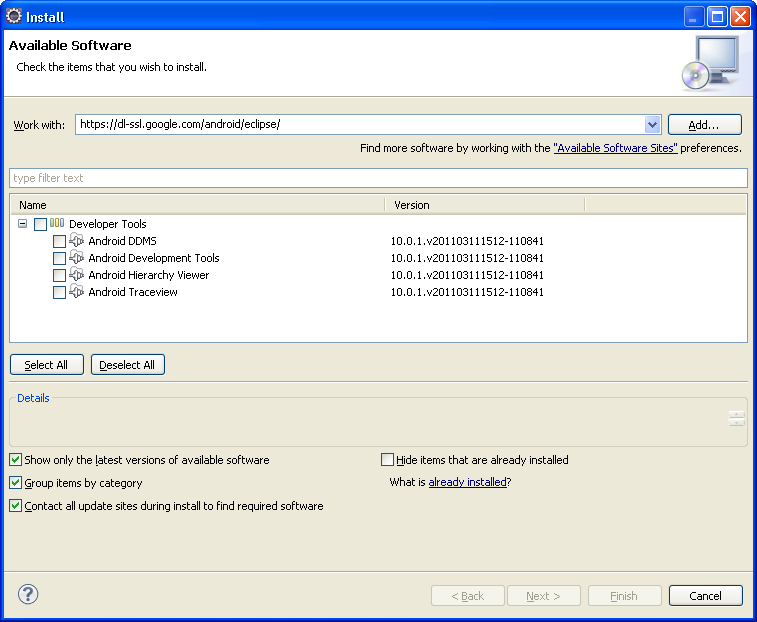 Install
Available Software
Check the items that you wish to install.
Work with: https://dl-ssl.google.com/android/eclipse/ Add...
Find more software by working with the "Available Software Sites" preferences.
type filter text
Name Version
Developer Tools
Android DDMS 10.0.1.v201103111512-110841
Android Development Tools 10.0.1.v201103111512-110841
Android Hierarchy Viewer 10.0.1.v201103111512-110841
Android Traceview 10.0.1.v201103111512-110841
Select All Deselect All
Details
Show only the latest versions of available software Hide items that are already installed
Group items by category What is already installed?
Contact all update sites during install to find required software
? < Back Next > Finish Cancel